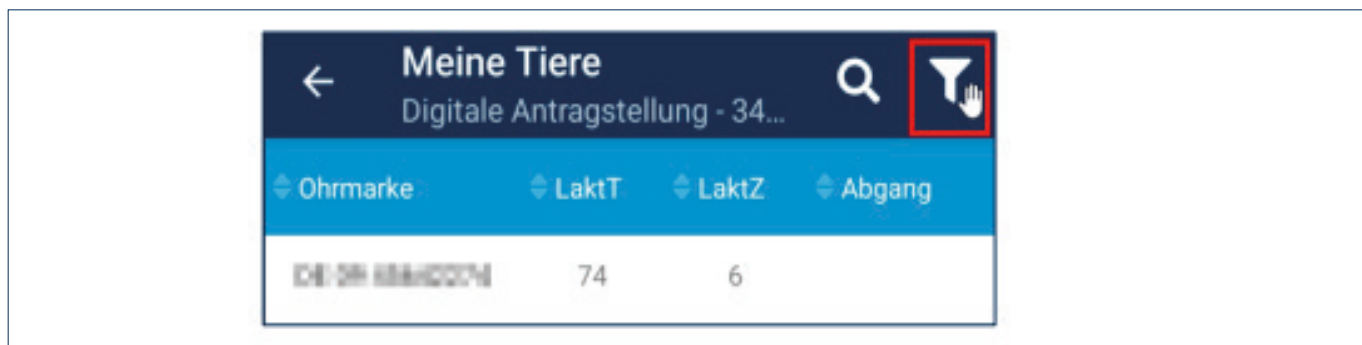 Meine Tiere
Digitale Antragstellung - 34...
Ohrmarke LaktT LaktZ Abgang
74 6